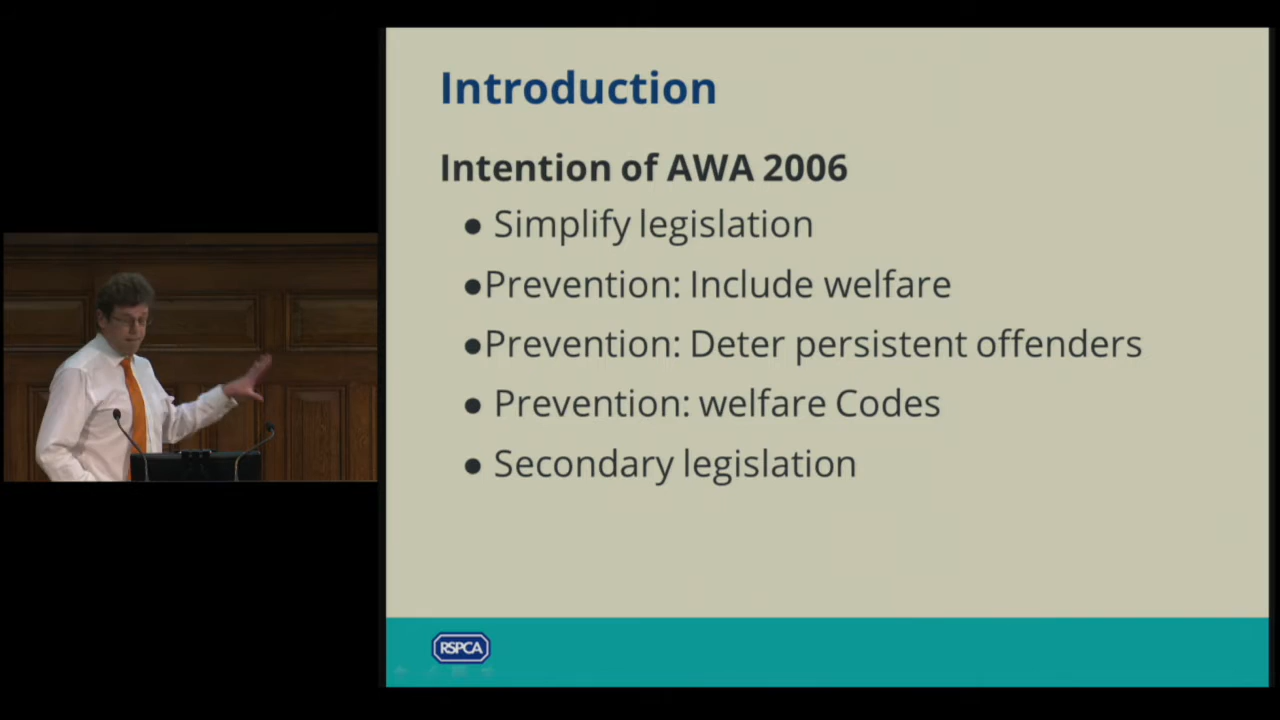 Introduction
Intention of AWA 2006
● Simplify legislation
●Prevention: Include welfare
●Prevention: Deter persistent offenders
● Prevention: welfare Codes
● Secondary legislation
RSPCA